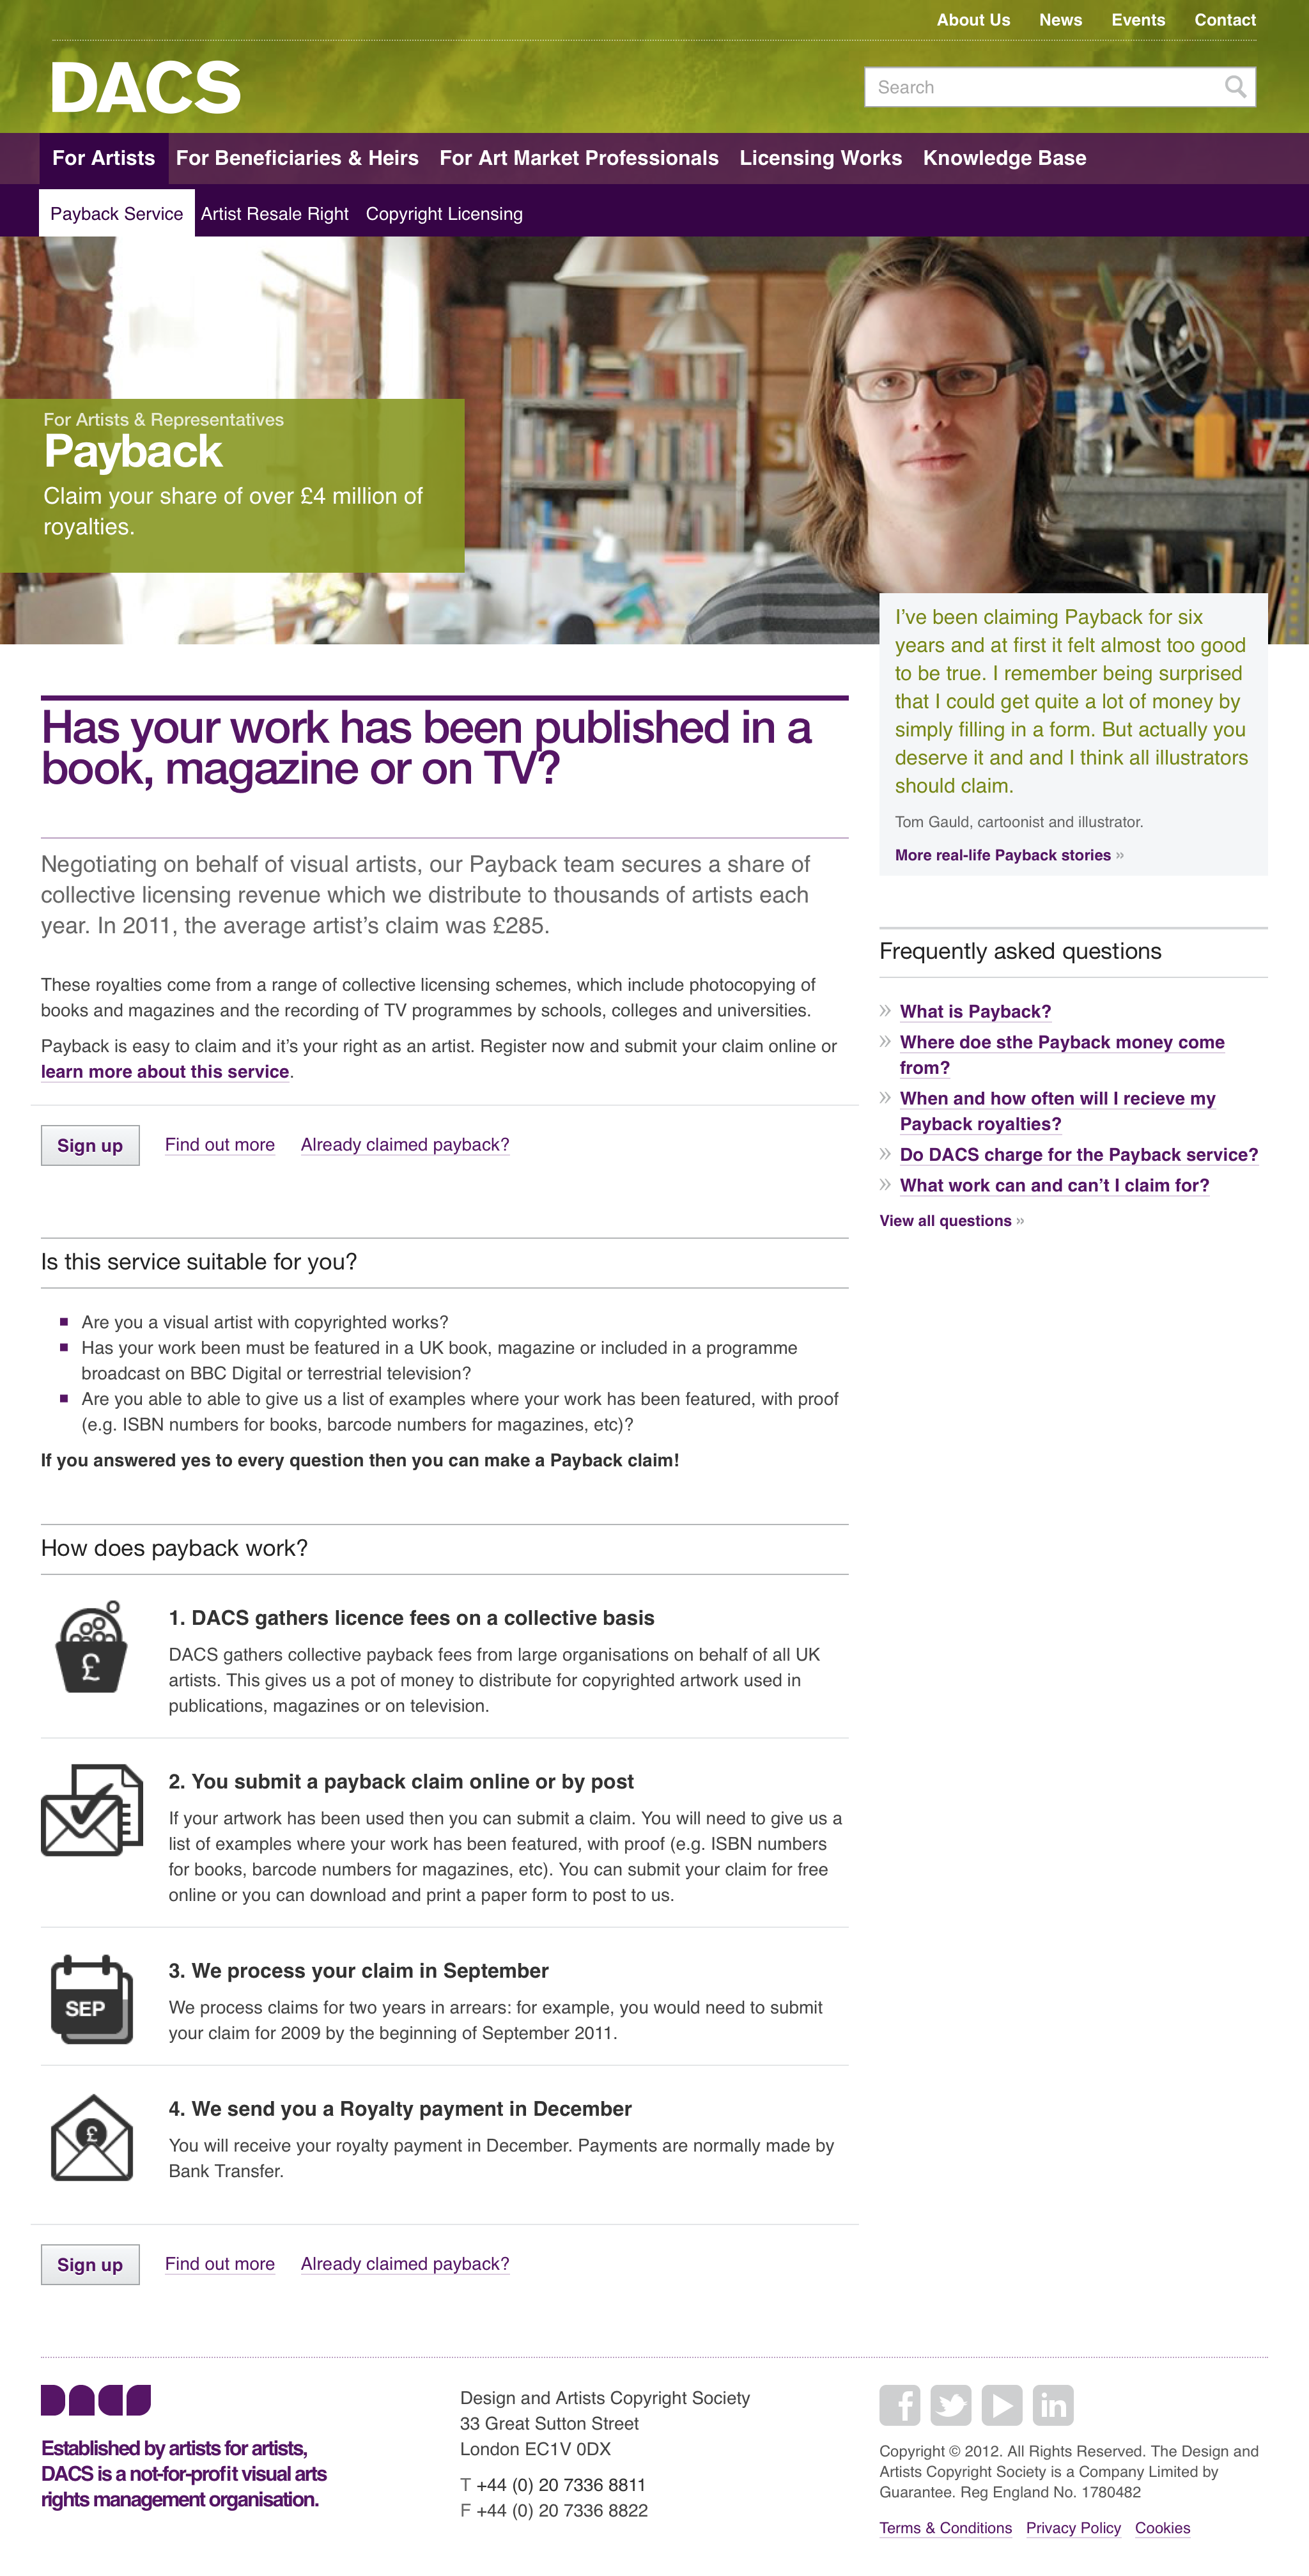 About Us News Events Contact
DACS
Search
For Artists For Beneficiaries & Heirs For Art Market Professionals Licensing Works Knowledge Base
Payback Service Artist Resale Right Copyright Licensing
For Artists & Representatives
Payback
Claim your share of over £4 million of
royalties.
I’ve been claiming Payback for six
years and at first it felt almost too good
to be true. I remember being surprised
that I could get quite a lot of money by
simply filling in a form. But actually you
deserve it and and I think all illustrators
should claim.
Tom Gauld, cartoonist and illustrator.
More real-life Payback stories »
Has your work has been published in a
book, magazine or on TV?
Negotiating on behalf of visual artists, our Payback team secures a share of
collective licensing revenue which we distribute to thousands of artists each
year. In 2011, the average artist’s claim was £285.
These royalties come from a range of collective licensing schemes, which include photocopying of
books and magazines and the recording of TV programmes by schools, colleges and universities.
Payback is easy to claim and it’s your right as an artist. Register now and submit your claim online or
learn more about this service.
Sign up Find out more Already claimed payback?
Frequently asked questions
» What is Payback?
» Where doe sthe Payback money come
from?
» When and how often will I recieve my
Payback royalties?
» Do DACS charge for the Payback service?
» What work can and can’t I claim for?
View all questions »
Is this service suitable for you?
Are you a visual artist with copyrighted works?
Has your work been must be featured in a UK book, magazine or included in a programme
broadcast on BBC Digital or terrestrial television?
Are you able to able to give us a list of examples where your work has been featured, with proof
(e.g. ISBN numbers for books, barcode numbers for magazines, etc)?
If you answered yes to every question then you can make a Payback claim!
How does payback work?
£
1. DACS gathers licence fees on a collective basis
DACS gathers collective payback fees from large organisations on behalf of all UK
artists. This gives us a pot of money to distribute for copyrighted artwork used in
publications, magazines or on television.
2. You submit a payback claim online or by post
If your artwork has been used then you can submit a claim. You will need to give us a
list of examples where your work has been featured, with proof (e.g. ISBN numbers
for books, barcode numbers for magazines, etc). You can submit your claim for free
online or you can download and print a paper form to post to us.
SEP
3. We process your claim in September
We process claims for two years in arrears: for example, you would need to submit
your claim for 2009 by the beginning of September 2011.
£
4. We send you a Royalty payment in December
You will receive your royalty payment in December. Payments are normally made by
Bank Transfer.
Sign up Find out more Already claimed payback?
DACS
Established by artists for artists,
DACS is a not-for-profit visual arts
rights management organisation.
Design and Artists Copyright Society
33 Great Sutton Street
London EC1V 0DX
T +44 (0) 20 7336 8811
F +44 (0) 20 7336 8822
f in
Copyright © 2012. All Rights Reserved. The Design and
Artists Copyright Society is a Company Limited by
Guarantee. Reg England No. 1780482
Terms & Conditions Privacy Policy Cookies